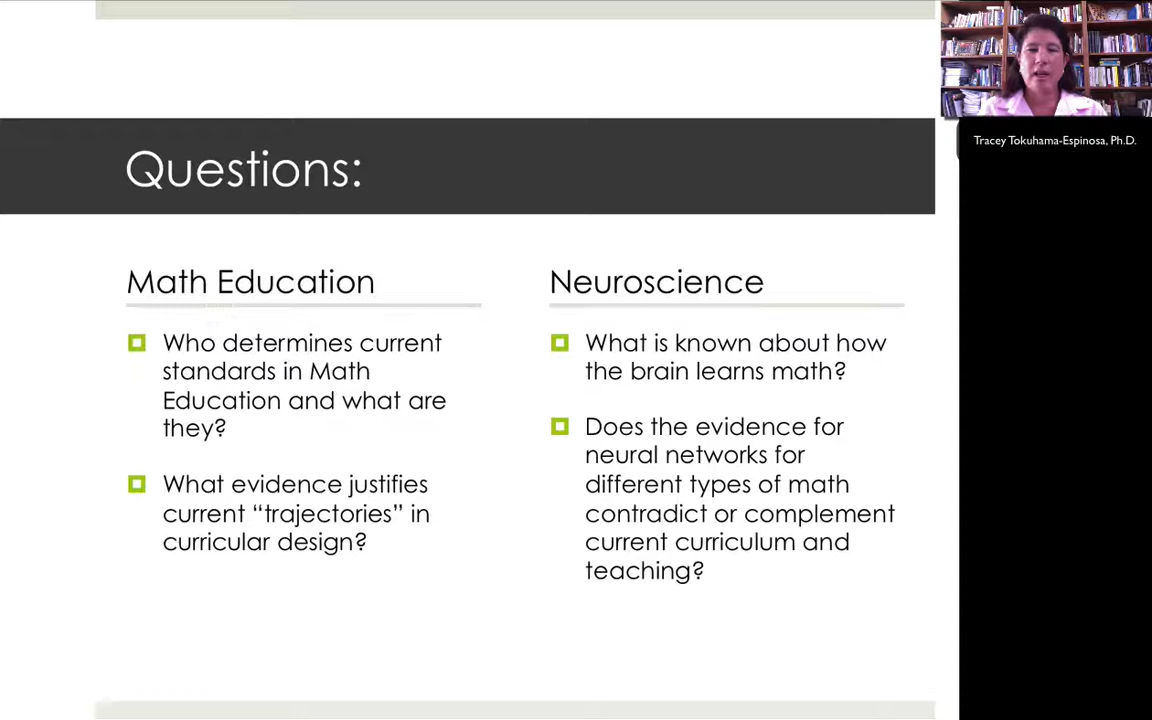 Tracey Tokuhama-Espinosa, Ph.D.
Questions:
Math Education
Who determines current
standards in Math
Education and what are
they?
What evidence justifies
current “trajectories” in
curricular design?
Neuroscience
What is known about how
the brain learns math?
Does the evidence for
neural networks for
different types of math
contradict or complement
current curriculum and
teaching?